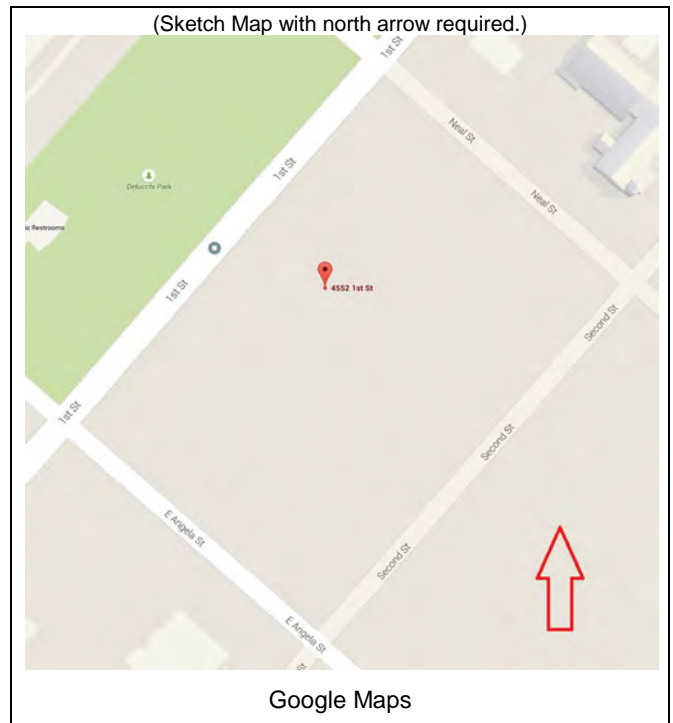 (Sketch Map with north arrow required.)
1st St
Neal St
1st St
Delucchi Park
Neal St
ic Restrooms
1st St
4552 1st St
Second St
1st St
Second St
E Angela St
Second St
E Angela St
Google Maps